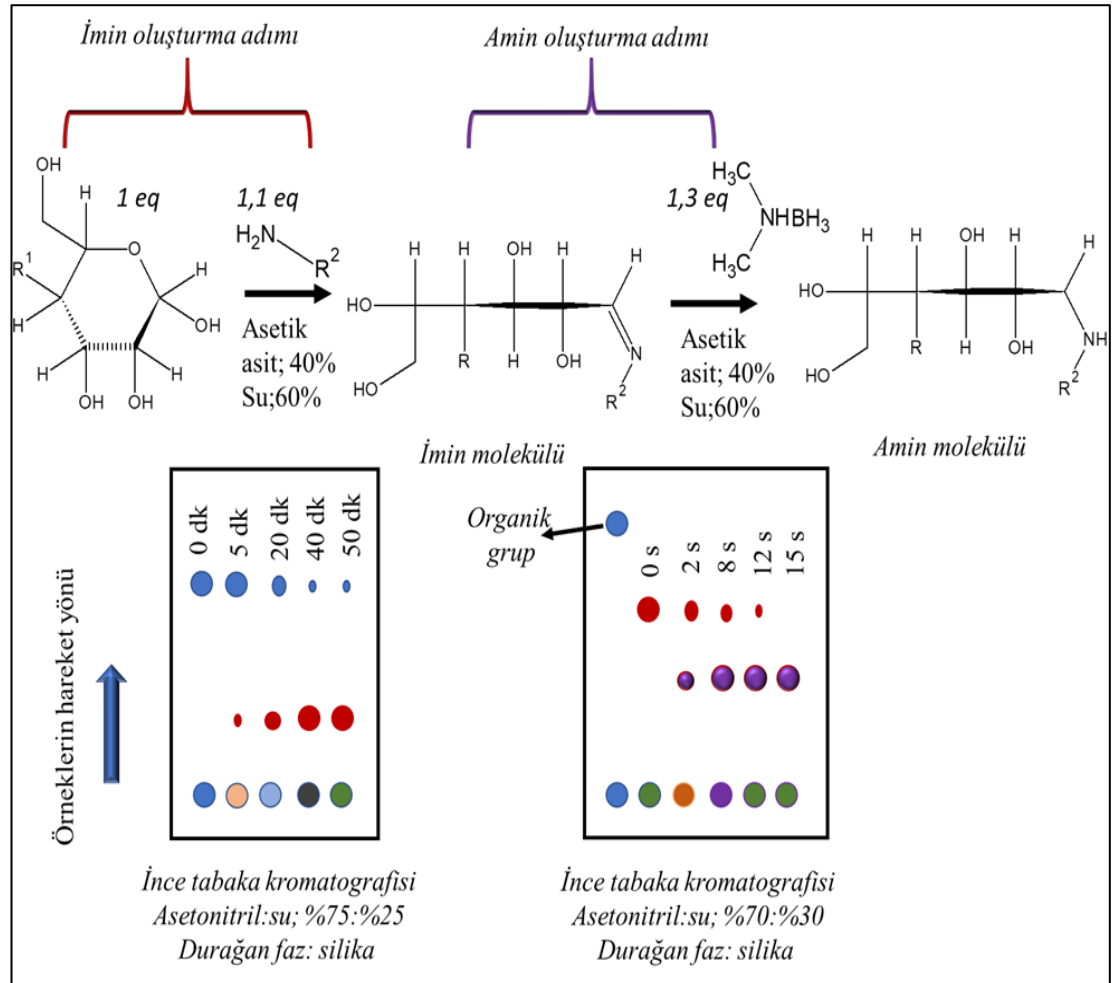 İmin oluşturma adımı
Amin oluşturma adımı
OH
H
1 eq
1,1 eq
H₂N
R²
R¹
O
H
H
OH
H
H
OH
OH
Asetik
asit; 40%
Su;60%
H
H
OH
H
H
HO
HO
R
H
OH
N
R²
İmin molekülü
1,3 eq
H₃C
NHBH₃
H₃C
Asetik
asit; 40%
Su;60%
H
H
OH
H
H
HO
HO
R
H
OH
NH
R²
Amin molekülü
Örneklerin hareket yönü
0 dk
5 dk
20 dk
40 dk
50 dk
Organik
grup
0 s
2 s
8 s
12 s
15 s
İnce tabaka kromatografisi
Asetonitril:su; %75:%25
Durağan faz: silika
İnce tabaka kromatografisi
Asetonitril:su; %70:%30
Durağan faz: silika